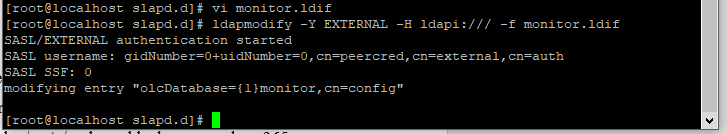 [root@localhost slapd.d]# vi monitor.ldif
[root@localhost slapd.d]# ldapmodify -Y EXTERNAL -H ldapi:/// -f monitor.ldif
SASL/EXTERNAL authentication started
SASL username: gidNumber=0+uidNumber=0,cn=peercred,cn=external,cn=auth
SASL SSF: 0
modifying entry "olcDatabase={1}monitor,cn=config"
[root@localhost slapd.d]#